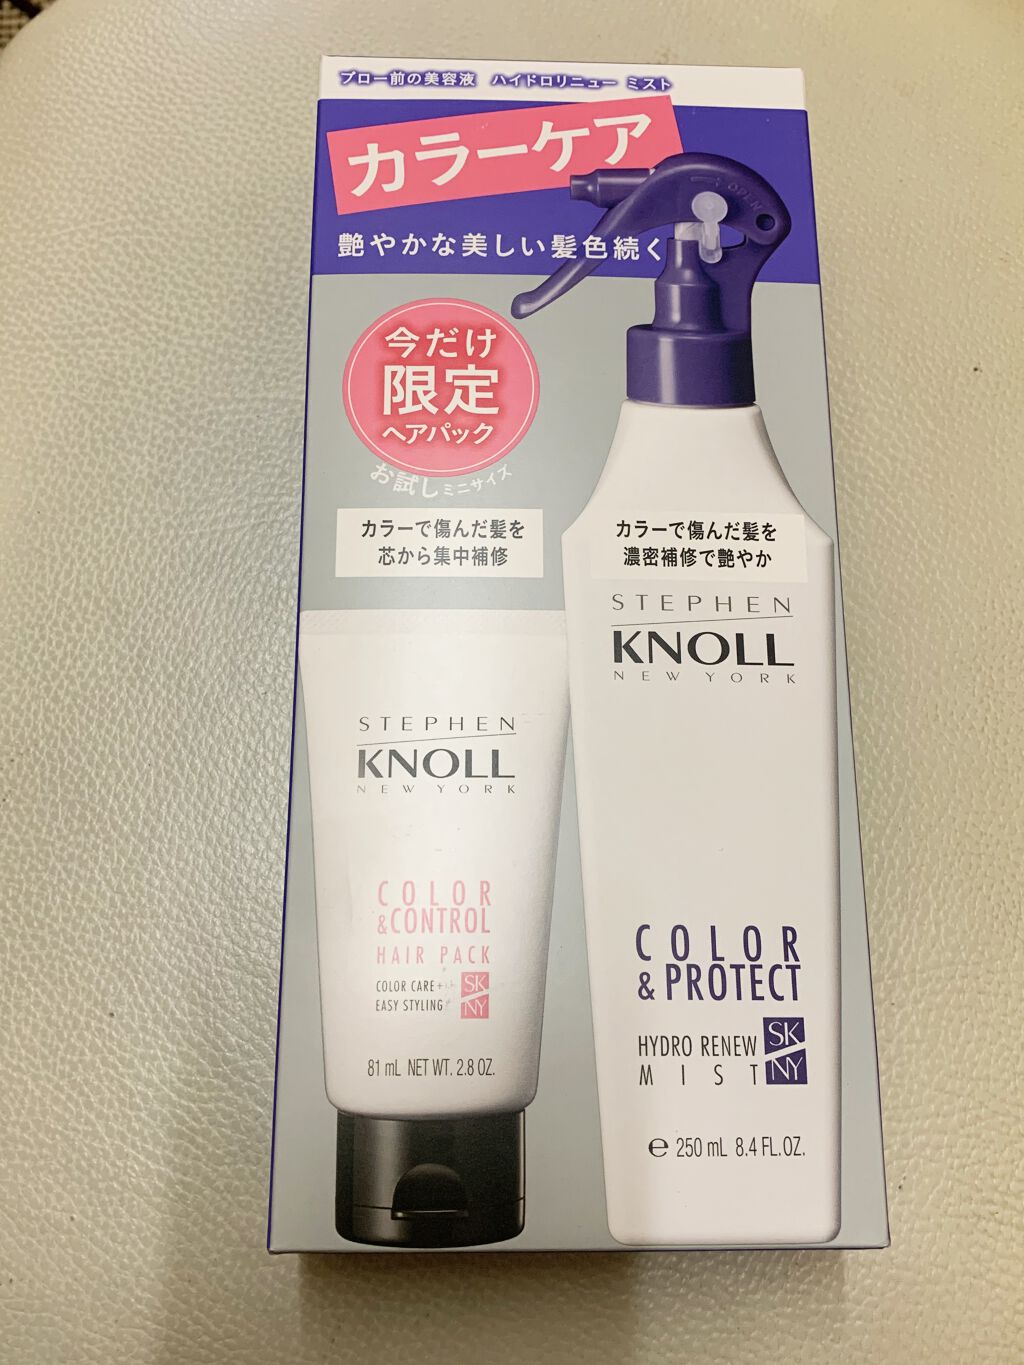 ブロー前の美容液 ハイドロリニュー ミスト
カラーケア
艶やかな美しい髪色続く
OPEN
今だけ
限定
ヘアパック
お試しミニサイズ
カラーで傷んだ髪を
芯から集中補修
カラーで傷んだ髪を
濃密補修で艶やか
STEPHEN
KNOLL
NEW YORK
COLOR
& PROTECT
HYDRO RENEW
MIST
SK
NY
e 250 mL 8.4 FL.OZ.
STEPHEN
KNOLL
NEW YORK
COLOR
&CONTROL
HAIR PACK
COLOR CARE+
EASY STYLING
SK
NY
81 mL NET WT. 2.8 OZ.